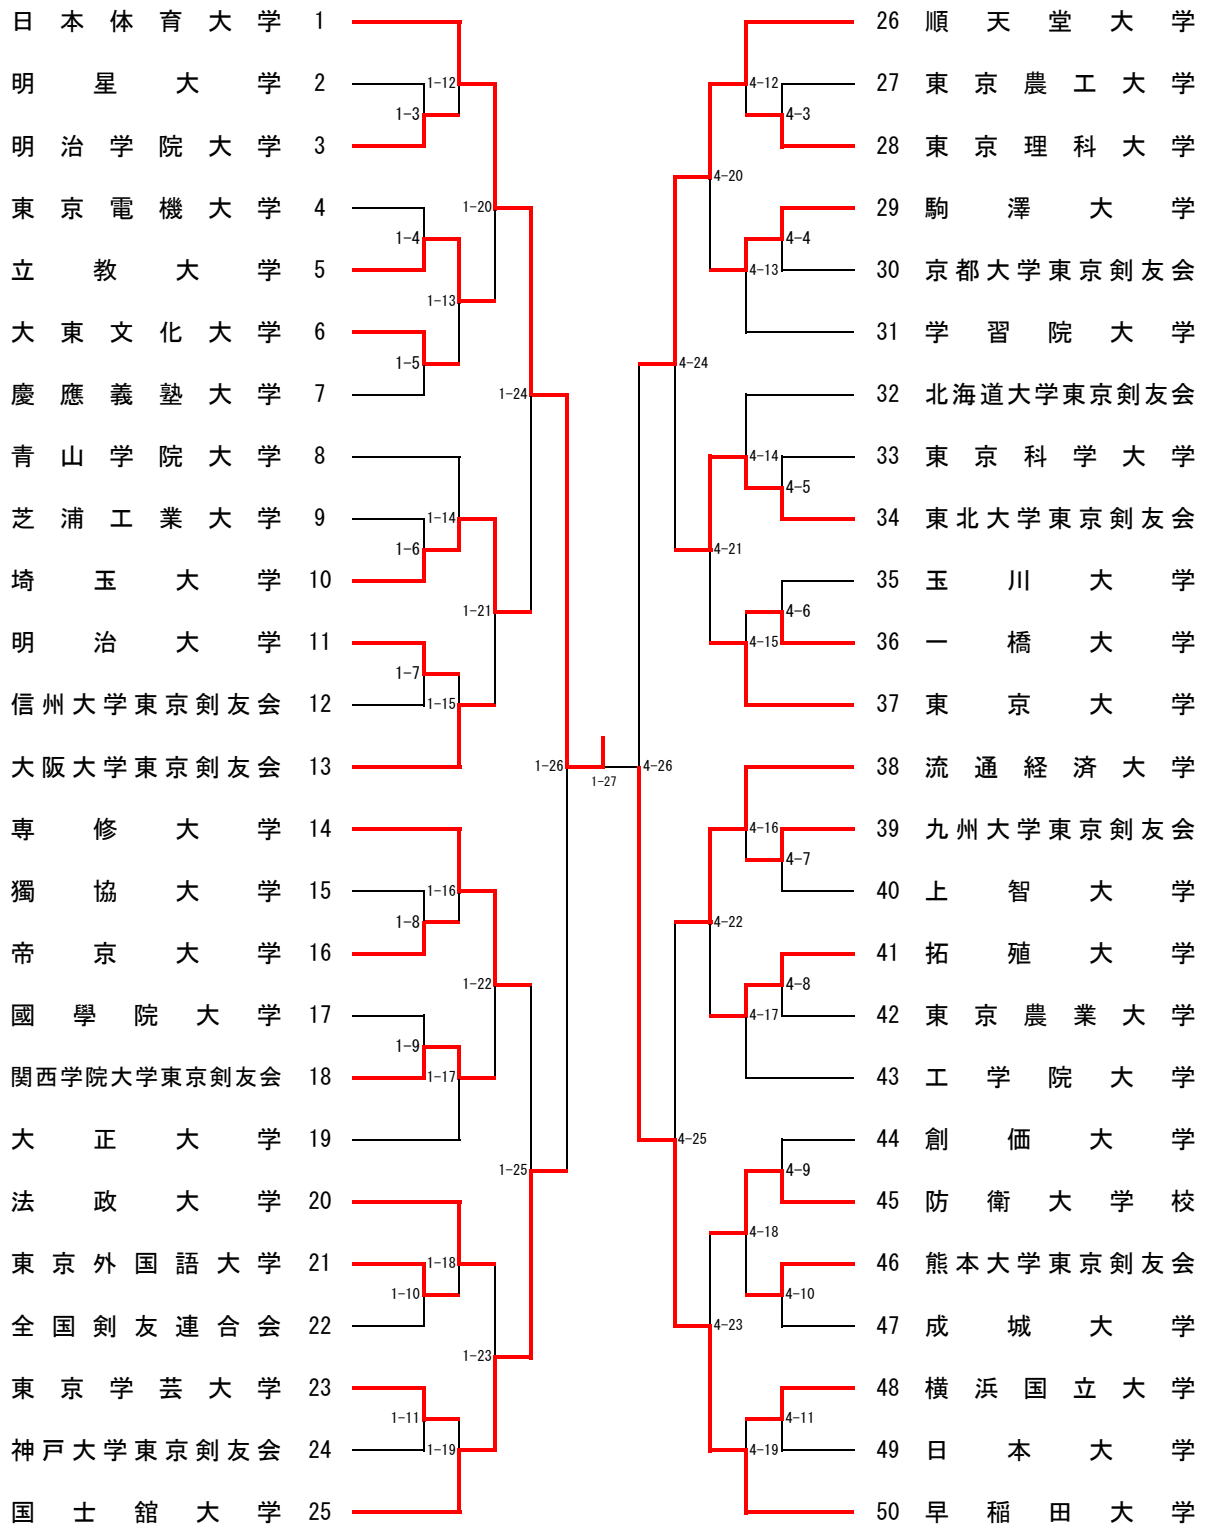 日本体育大学 1
明星大学 2
明治学院大学 3
東京電機大学 4
立教大学 5
大東文化大学 6
慶應義塾大学 7
青山学院大学 8
芝浦工業大学 9
埼玉大学 10
明治大学 11
信州大学東京剣友会 12
大阪大学東京剣友会 13
専修大学 14
獨協大学 15
帝京大学 16
國學院大学 17
関西学院大学東京剣友会 18
大正大学 19
法政大学 20
東京外国語大学 21
全国剣友連合会 22
東京学芸大学 23
神戸大学東京剣友会 24
国士舘大学 25
1-12
1-3
1-20
1-4
1-13
1-5
1-24
1-14
1-6
1-21
1-7
1-15
1-26
1-27
1-16
1-8
1-22
1-9
1-17
1-25
1-18
1-10
1-23
1-11
1-19
4-12
4-3
4-20
4-4
4-13
4-24
4-14
4-5
4-21
4-6
4-15
4-26
4-16
4-7
4-22
4-8
4-17
4-25
4-9
4-18
4-10
4-23
4-11
4-19
26 順天堂大学
27 東京農工大学
28 東京理科大学
29 駒澤大学
30 京都大学東京剣友会
31 学習院大学
32 北海道大学東京剣友会
33 東京科学大学
34 東北大学東京剣友会
35 玉川大学
36 一橋大学
37 東京大学
38 流通経済大学
39 九州大学東京剣友会
40 上智大学
41 拓殖大学
42 東京農業大学
43 工学院大学
44 創価大学
45 防衛大学校
46 熊本大学東京剣友会
47 成城大学
48 横浜国立大学
49 日本大学
50 早稲田大学